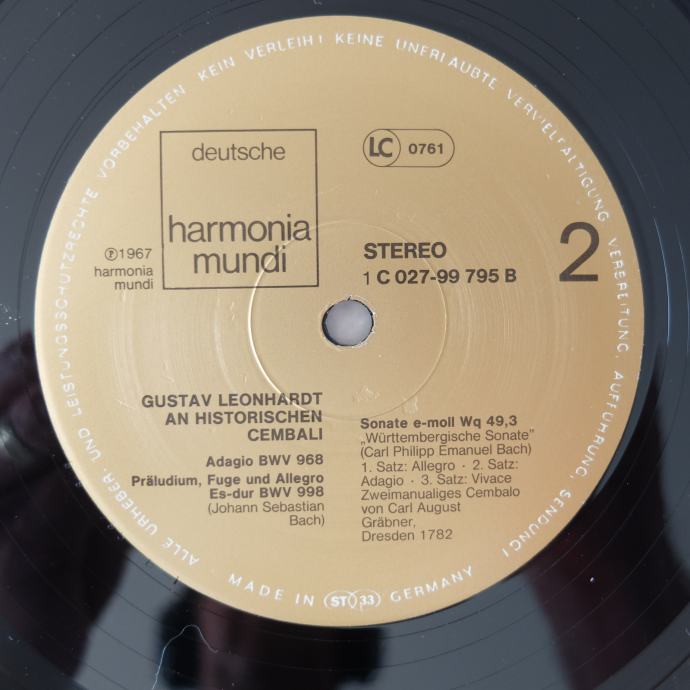 ALLE URHEBER- UND LEISTUNGSSCHUTZRECHTE VORBEHALTEN KEIN VERLEIH! KEINE UNERLAUBTE VERVIELFÄLTIGUNG, VERBREITUNG, AUFFÜHRUNG, SENDUNG!
deutsche
harmonia
mundi
LC 0761
℗1967
harmonia
mundi
STEREO
1 C 027-99 795 B
2
GUSTAV LEONHARDT
AN HISTORISCHEN
CEMBALI
Adagio BWV 968
Präludium, Fuge und Allegro
Es-dur BWV 998
(Johann Sebastian
Bach)
Sonate e-moll Wq 49,3
„Württembergische Sonate”
(Carl Philipp Emanuel Bach)
1. Satz: Allegro · 2. Satz:
Adagio · 3. Satz: Vivace
Zweimanualiges Cembalo
von Carl August
Gräbner,
Dresden 1782
MADE IN ST 33 GERMANY